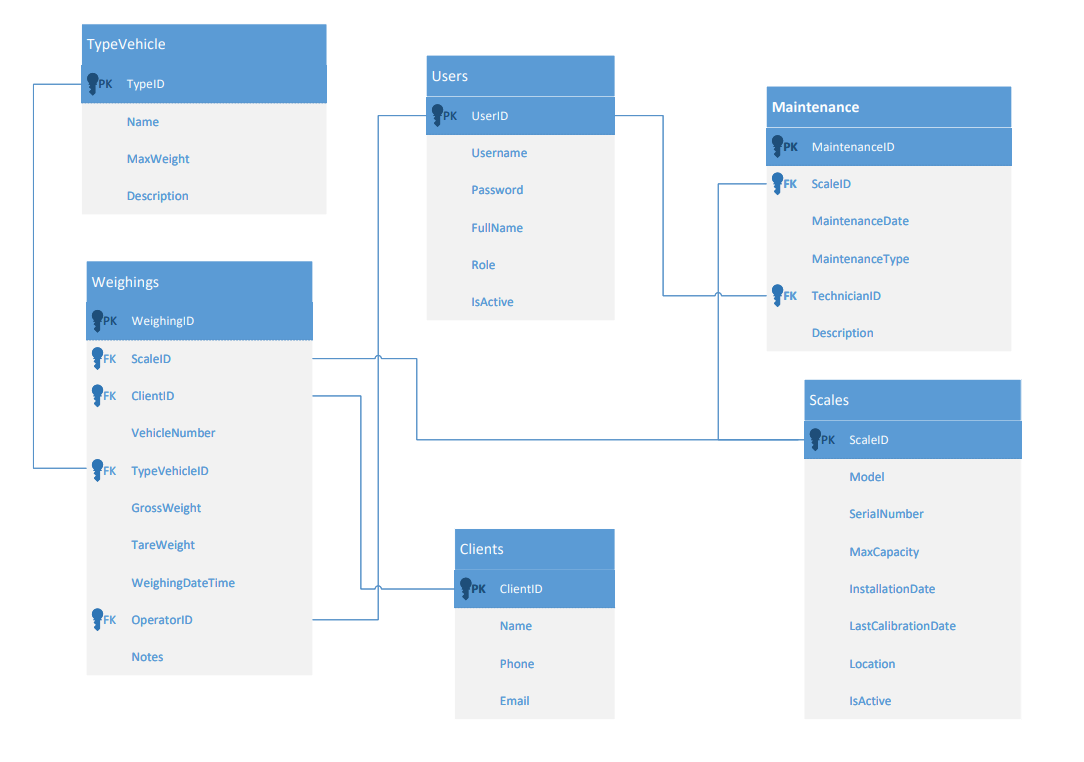 TypeVehicle
PK TypeID
Name
MaxWeight
Description
Users
PK UserID
Username
Password
FullName
Role
IsActive
Maintenance
PK MaintenanceID
FK ScaleID
MaintenanceDate
MaintenanceType
FK TechnicianID
Description
Weighings
PK WeighingID
FK ScaleID
FK ClientID
VehicleNumber
FK TypeVehicleID
GrossWeight
TareWeight
WeighingDateTime
FK OperatorID
Notes
Clients
PK ClientID
Name
Phone
Email
Scales
PK ScaleID
Model
SerialNumber
MaxCapacity
InstallationDate
LastCalibrationDate
Location
IsActive